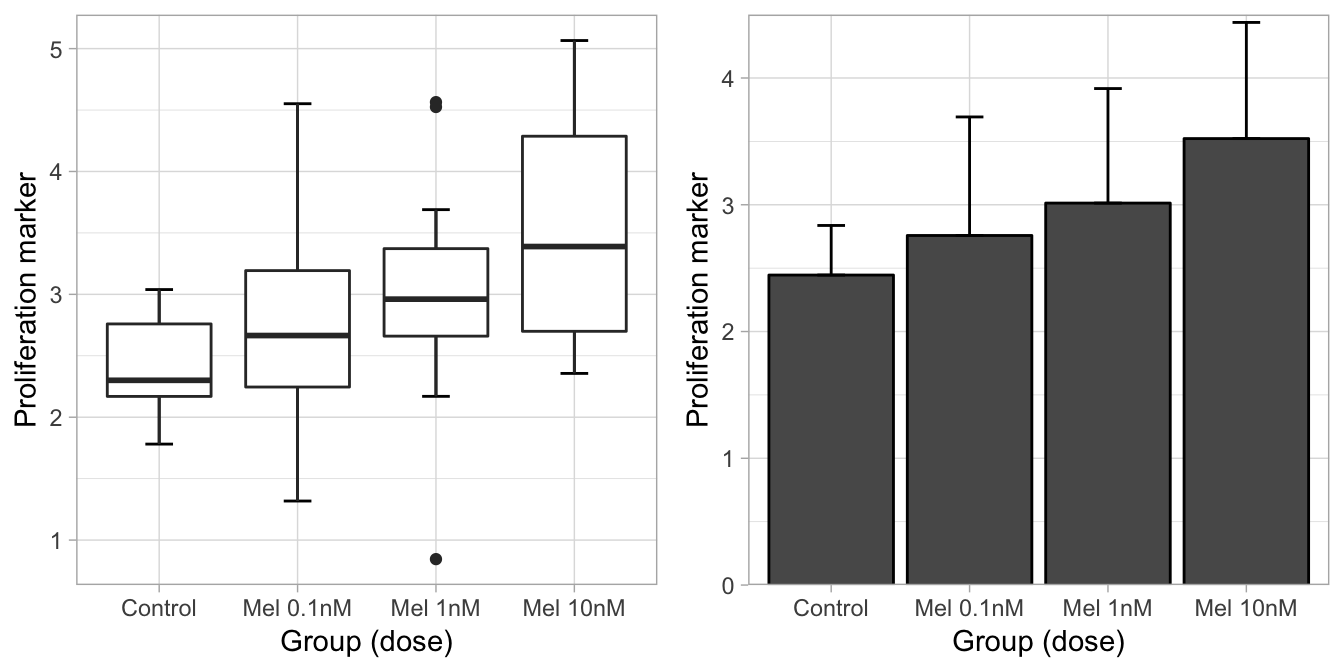 Proliferation marker
5
4
3
2
1
Control Mel 0.1nM Mel 1nM Mel 10nM
Group (dose)
Proliferation marker
4
3
2
1
0
Control Mel 0.1nM Mel 1nM Mel 10nM
Group (dose)